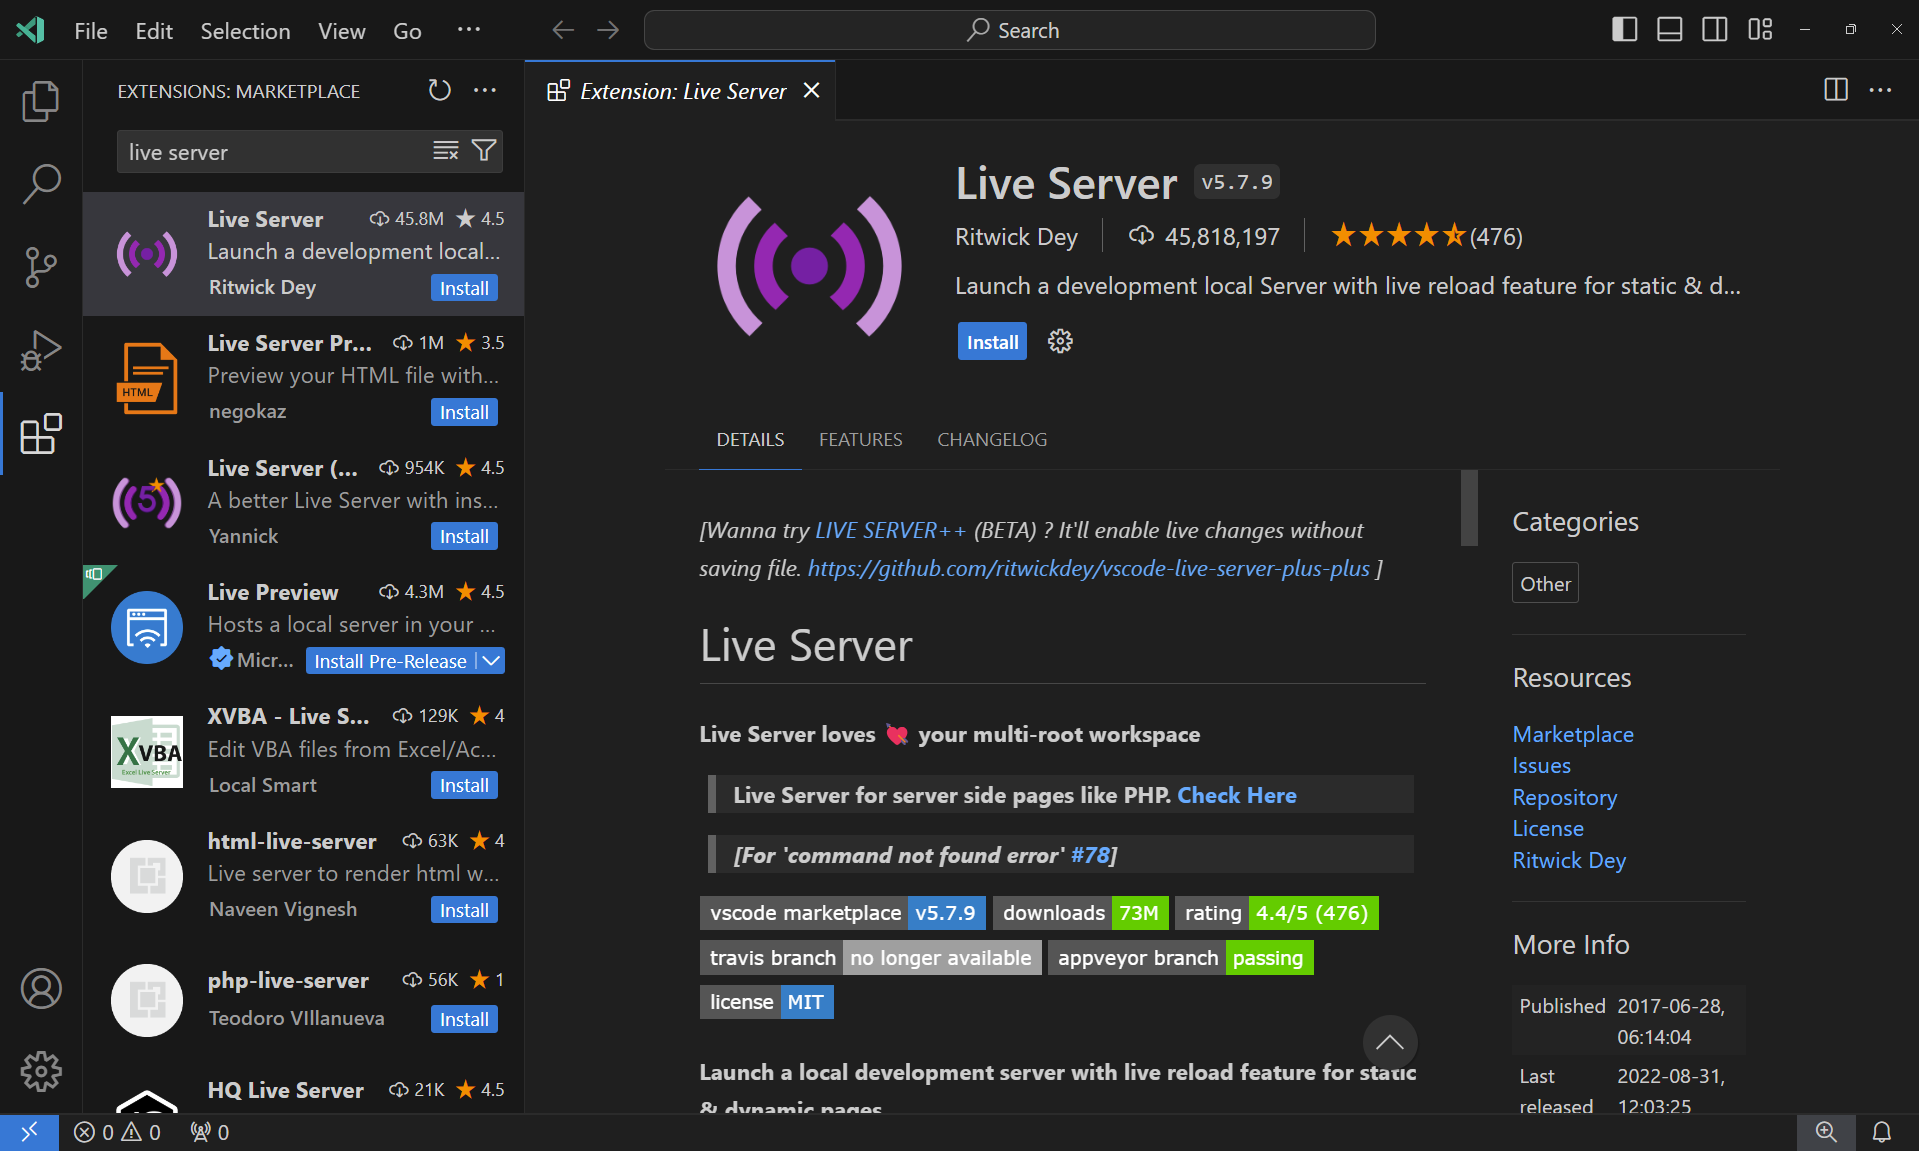 File Edit Selection View Go ...
Search
EXTENSIONS: MARKETPLACE
live server
Live Server 45.8M 4.5
Launch a development local...
Ritwick Dey Install
Live Server Pr... 1M 3.5
Preview your HTML file with...
negokaz Install
HTML
Live Server (... 954K 4.5
A better Live Server with ins...
Yannick Install
5
Live Preview 4.3M 4.5
Hosts a local server in your ...
Micr... Install Pre-Release
XVBA - Live S... 129K 4
Edit VBA files from Excel/Ac...
Local Smart Install
XVBA
Excel Live Server
html-live-server 63K 4
Live server to render html w...
Naveen Vignesh Install
php-live-server 56K 1
Teodoro VIllanueva Install
HQ Live Server 21K 4.5
Extension: Live Server
Live Server v5.7.9
Ritwick Dey 45,818,197 (476)
Launch a development local Server with live reload feature for static & d...
Install
DETAILS FEATURES CHANGELOG
[Wanna try LIVE SERVER++ (BETA) ? It'll enable live changes without
saving file. https://github.com/ritwickdey/vscode-live-server-plus-plus ]
Live Server
Live Server loves 💘 your multi-root workspace
Live Server for server side pages like PHP. Check Here
[For 'command not found error' #78]
vscode marketplace v5.7.9 downloads 73M rating 4.4/5 (476)
travis branch no longer available appveyor branch passing
license MIT
Launch a local development server with live reload feature for static
& dynamic pages
Categories
Other
Resources
Marketplace
Issues
Repository
License
Ritwick Dey
More Info
Published 2017-06-28,
06:14:04
Last 2022-08-31,
released 12:03:25
0 0 0